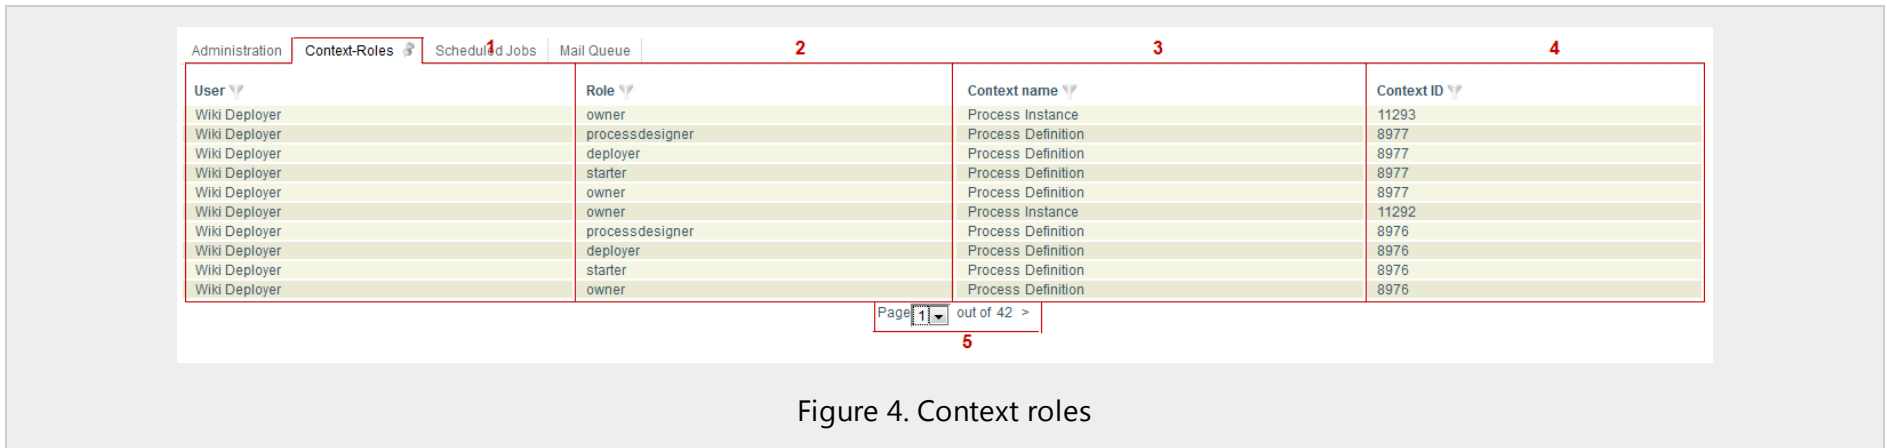 Administration Context-Roles Scheduled Jobs Mail Queue
1 2 3 4
User Role Context name Context ID
Wiki Deployer owner Process Instance 11293
Wiki Deployer processdesigner Process Definition 8977
Wiki Deployer deployer Process Definition 8977
Wiki Deployer starter Process Definition 8977
Wiki Deployer owner Process Definition 8977
Wiki Deployer owner Process Instance 11292
Wiki Deployer processdesigner Process Definition 8976
Wiki Deployer deployer Process Definition 8976
Wiki Deployer starter Process Definition 8976
Wiki Deployer owner Process Definition 8976
Page 1 out of 42 >
5
Figure 4. Context roles